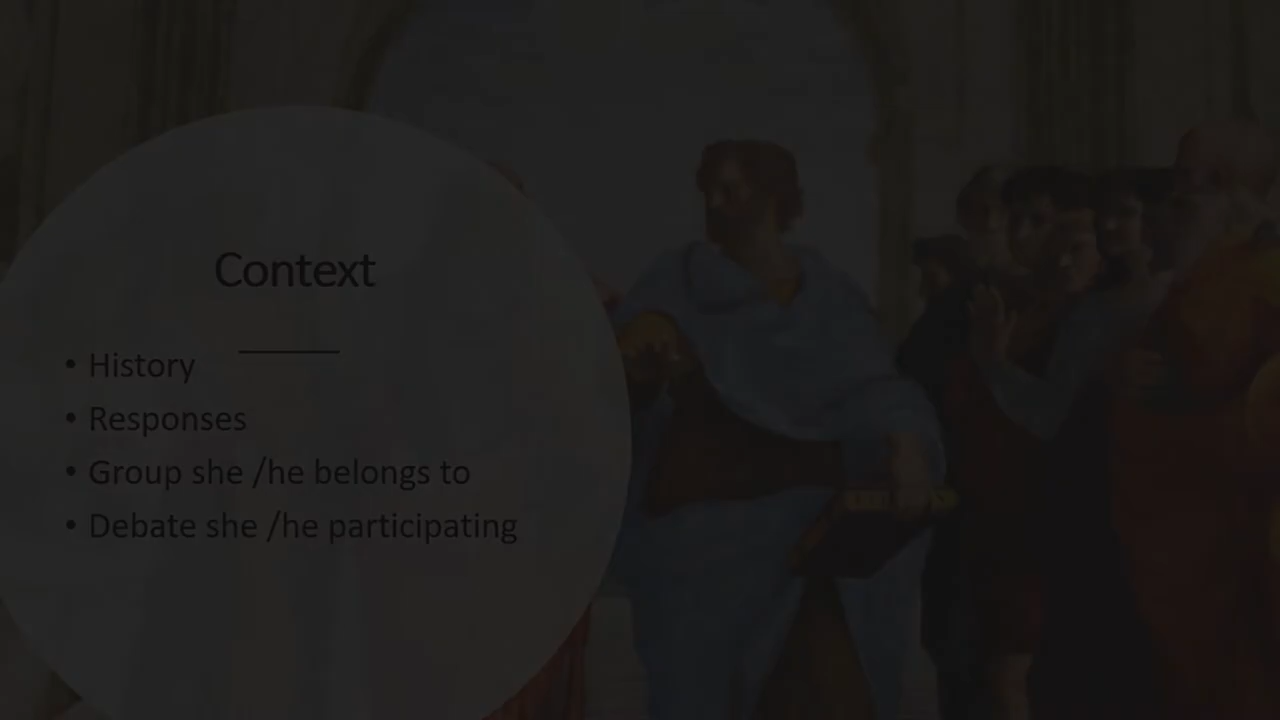 Context
• History
• Responses
• Group she /he belongs to
• Debate she /he participating